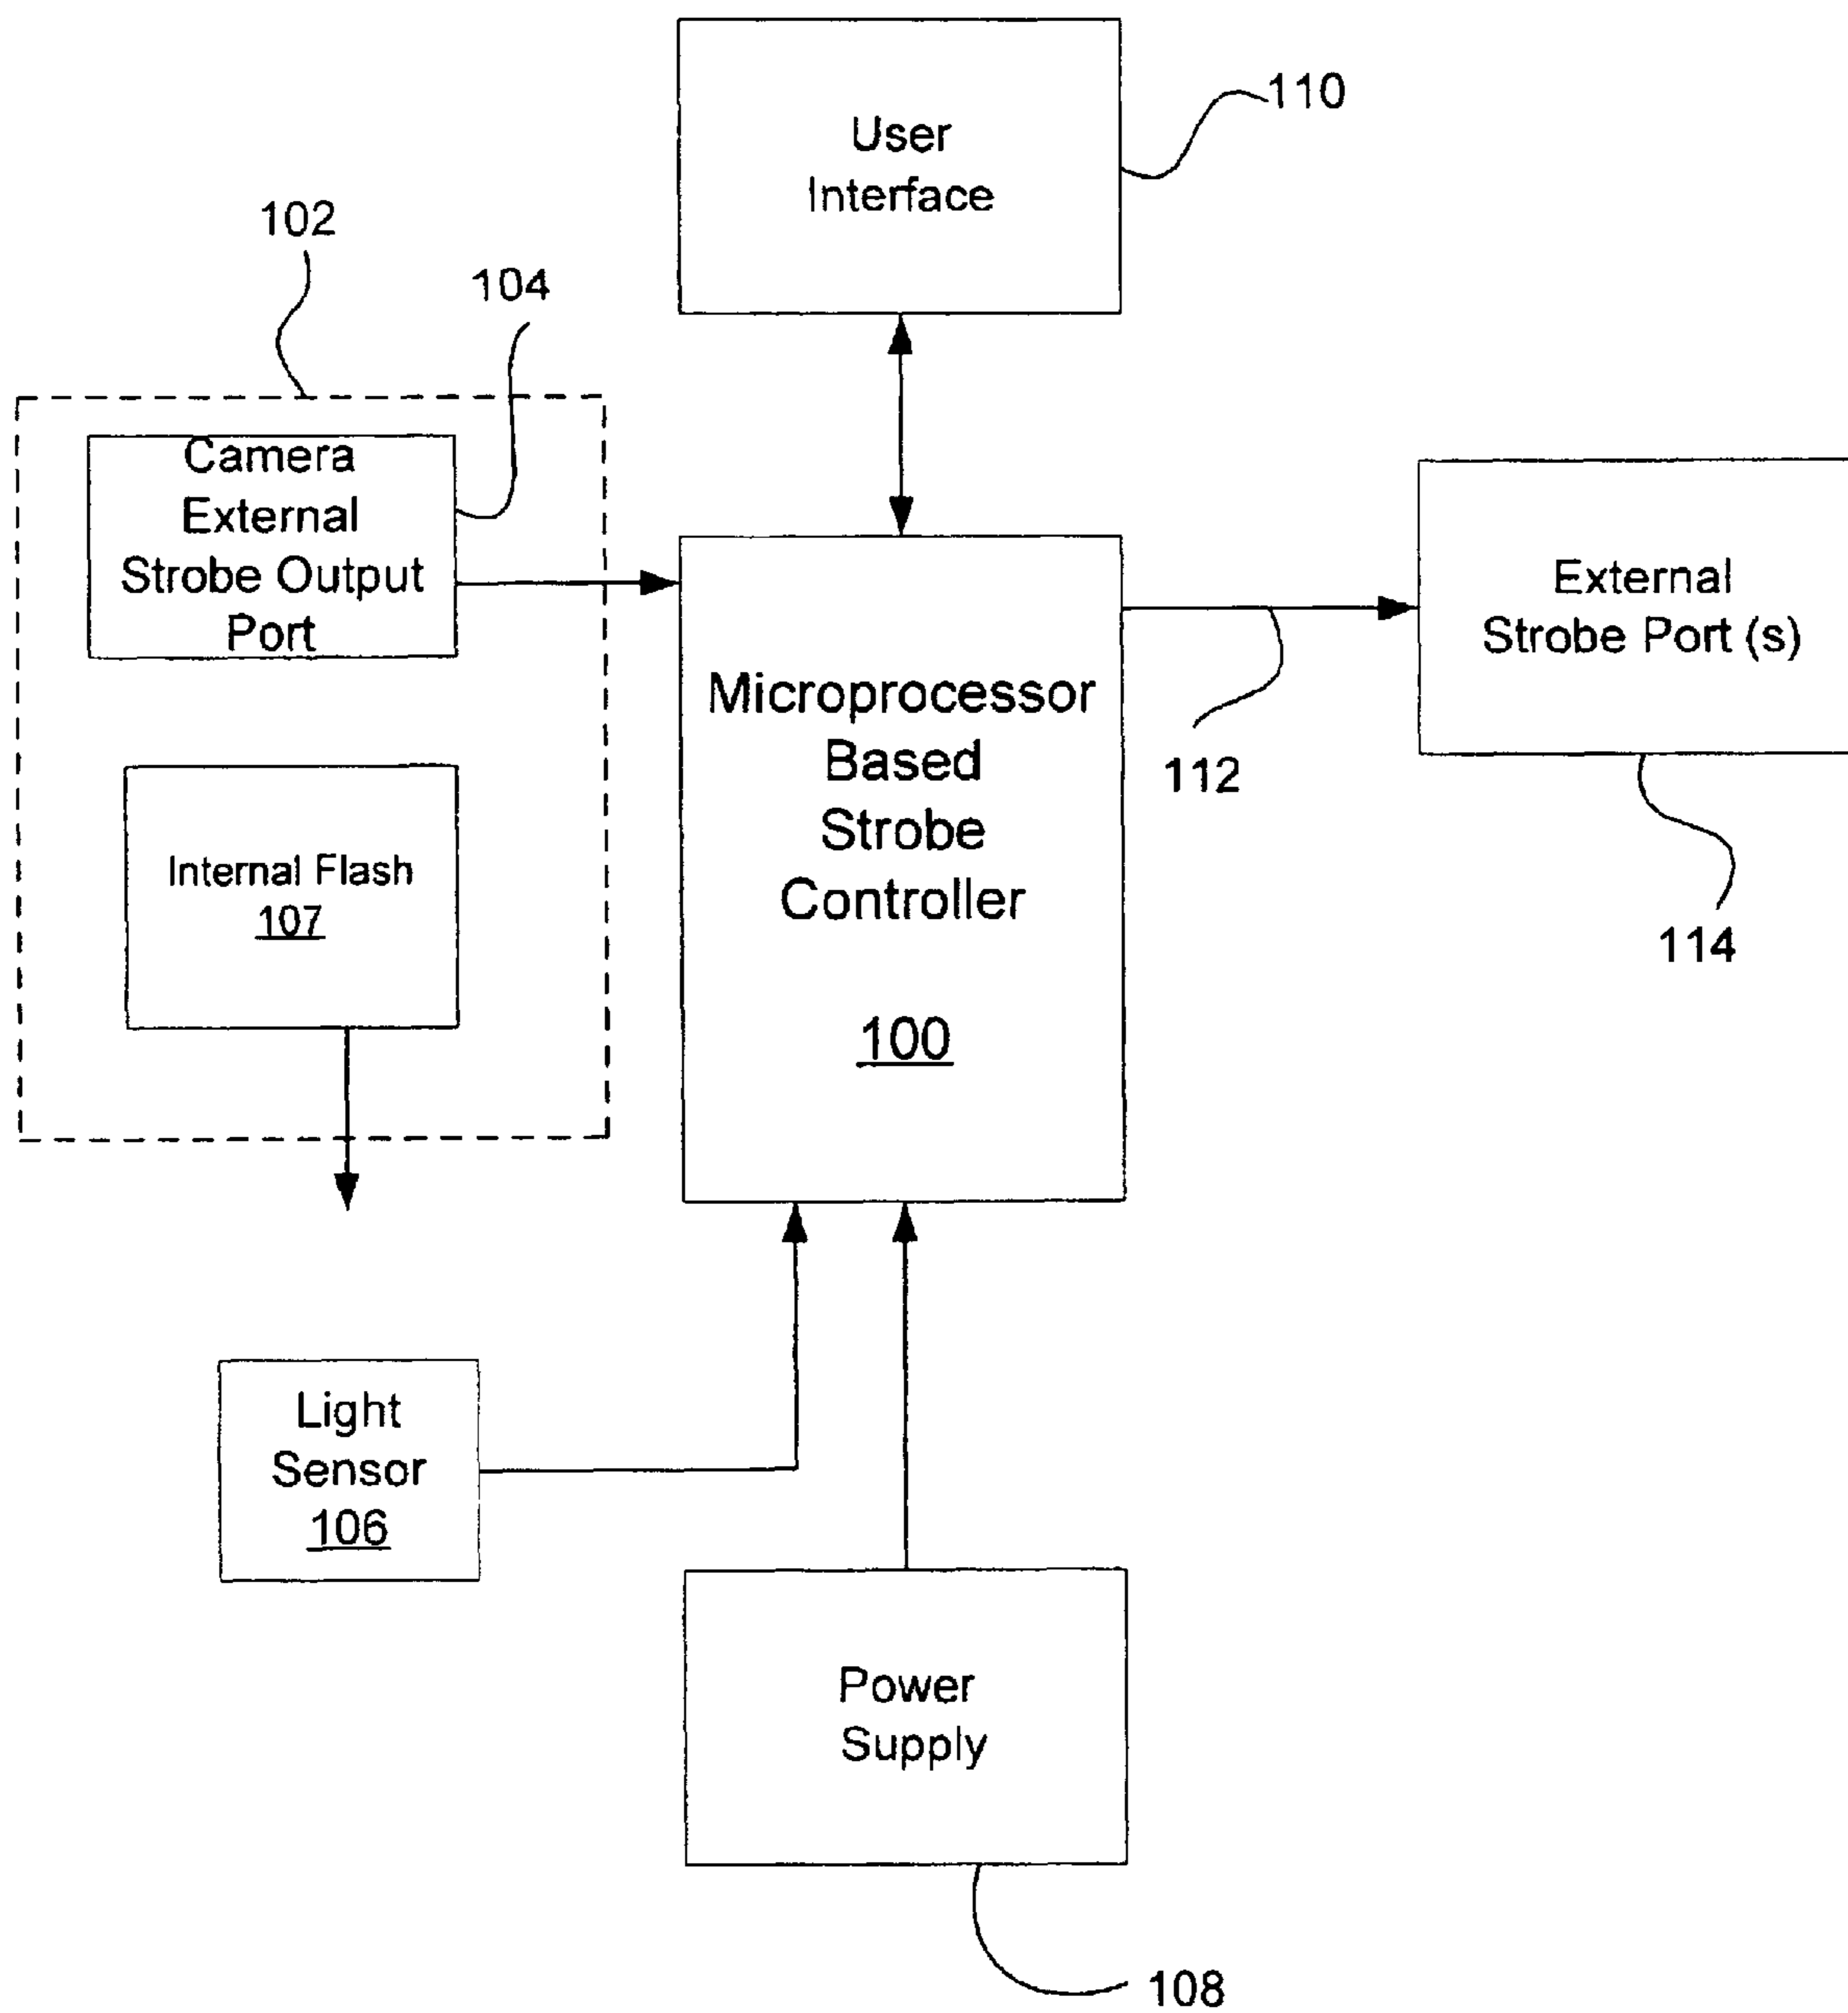 110
User
Interface
102
104
Camera
External
Strobe Output
Port
External
Strobe Port (s)
112
114
Microprocessor
Based
Strobe
Controller
100
Internal Flash
107
Light
Sensor
106
Power
Supply
108